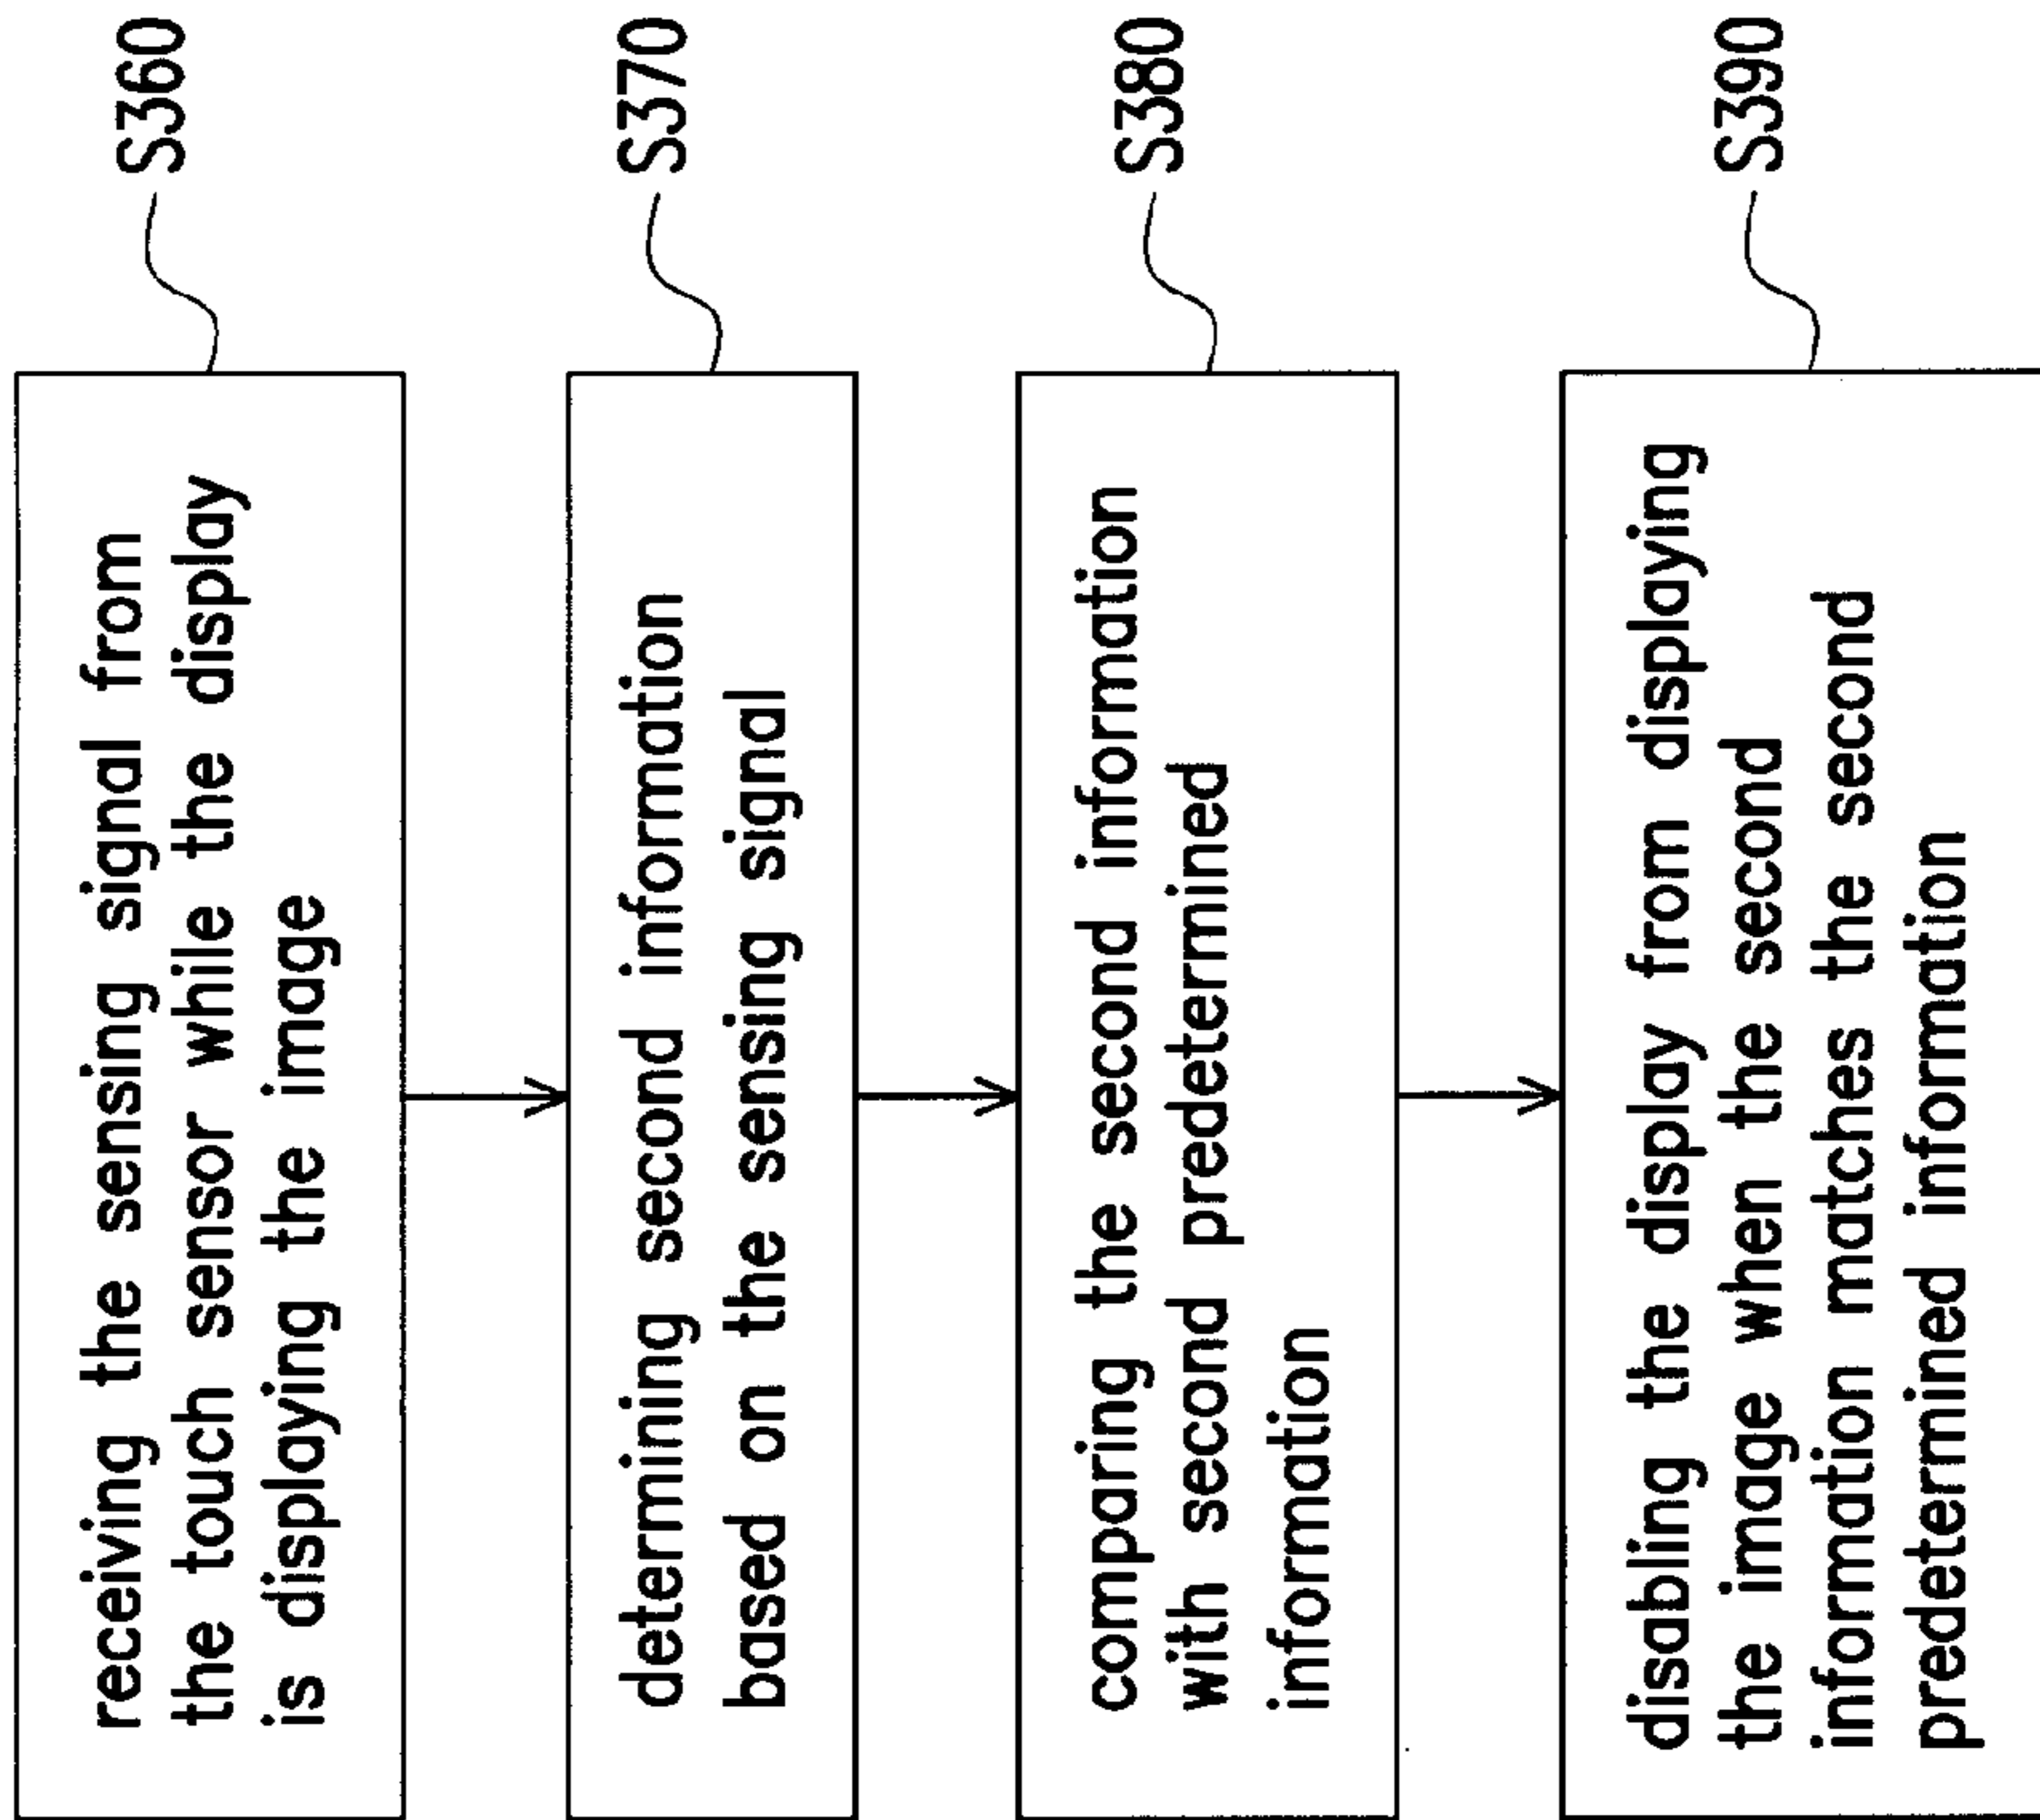 receiving the sensing signal from
the touch sensor while the display
is displaying the image
S360
determining second information
based on the sensing signal
S370
comparing the second information
with second predetermined
information
S380
disabling the display from displaying
the image when the second
information matches the second
predetermined information
S390